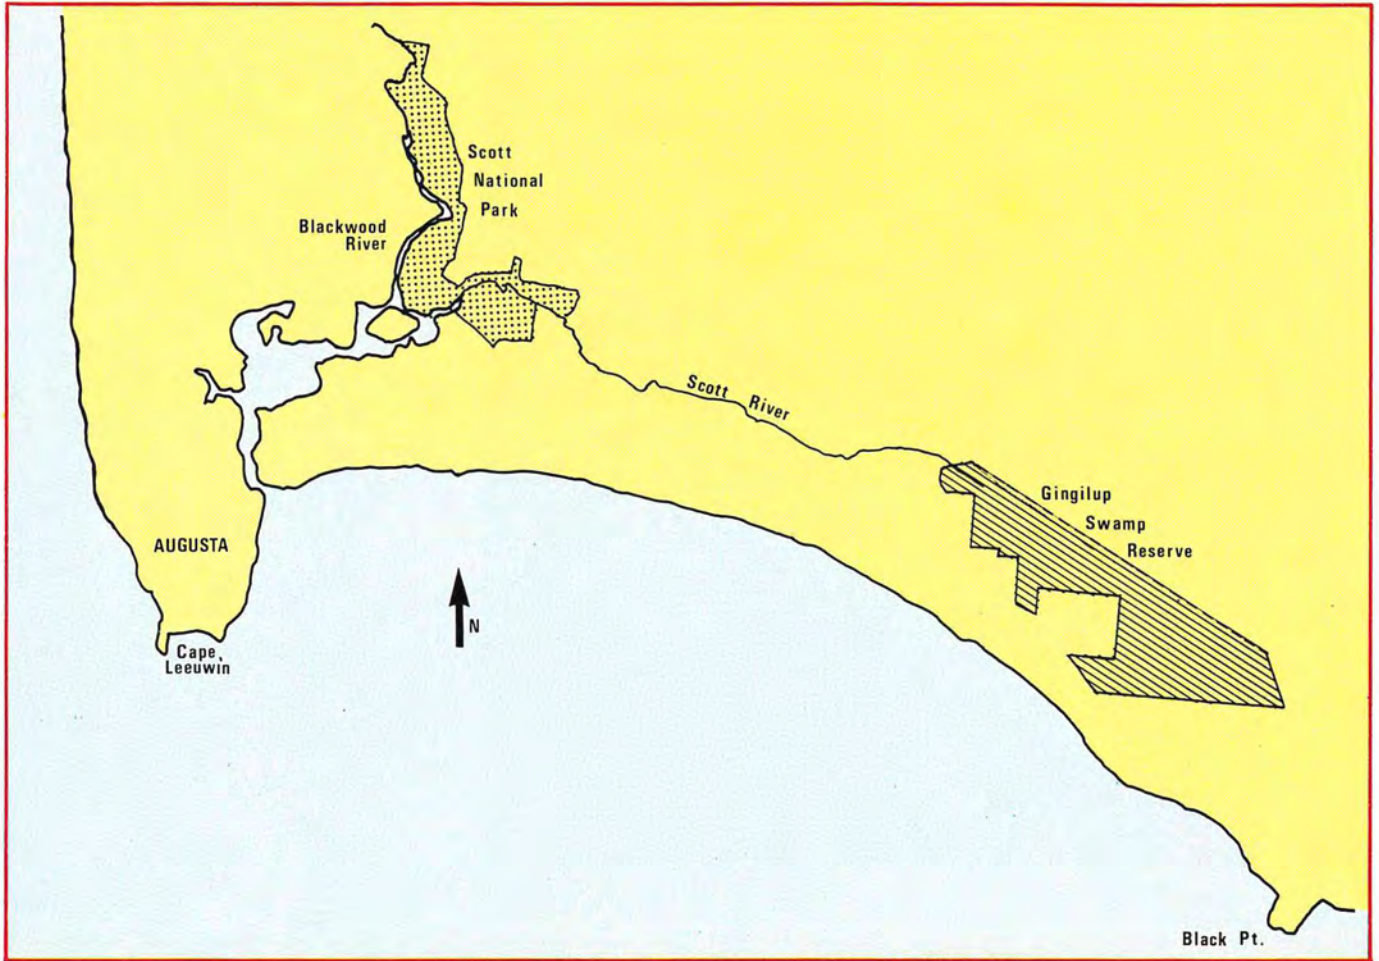 Scott
National
Park
Blackwood
River
Scott River
Gingilup
Swamp
Reserve
AUGUSTA
N
Cape
Leeuwin
Black Pt.